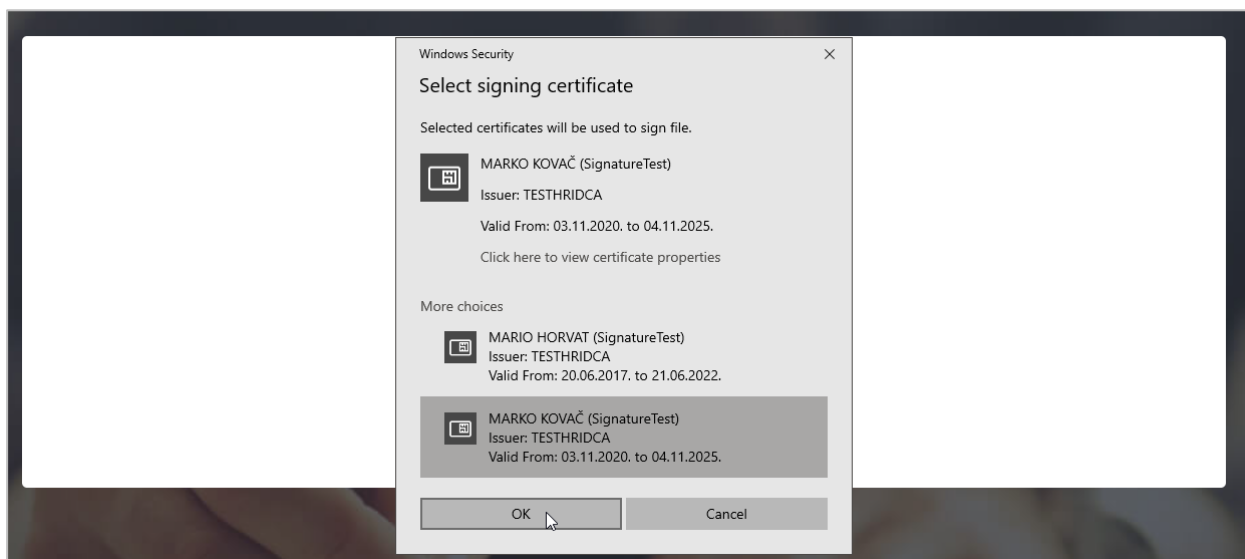 Windows Security
Select signing certificate
Selected certificates will be used to sign file.
MARKO KOVAČ (SignatureTest)
Issuer: TESTHRIDCA
Valid From: 03.11.2020. to 04.11.2025.
Click here to view certificate properties
More choices
MARIO HORVAT (SignatureTest)
Issuer: TESTHRIDCA
Valid From: 20.06.2017. to 21.06.2022.
MARKO KOVAČ (SignatureTest)
Issuer: TESTHRIDCA
Valid From: 03.11.2020. to 04.11.2025.
OK
Cancel